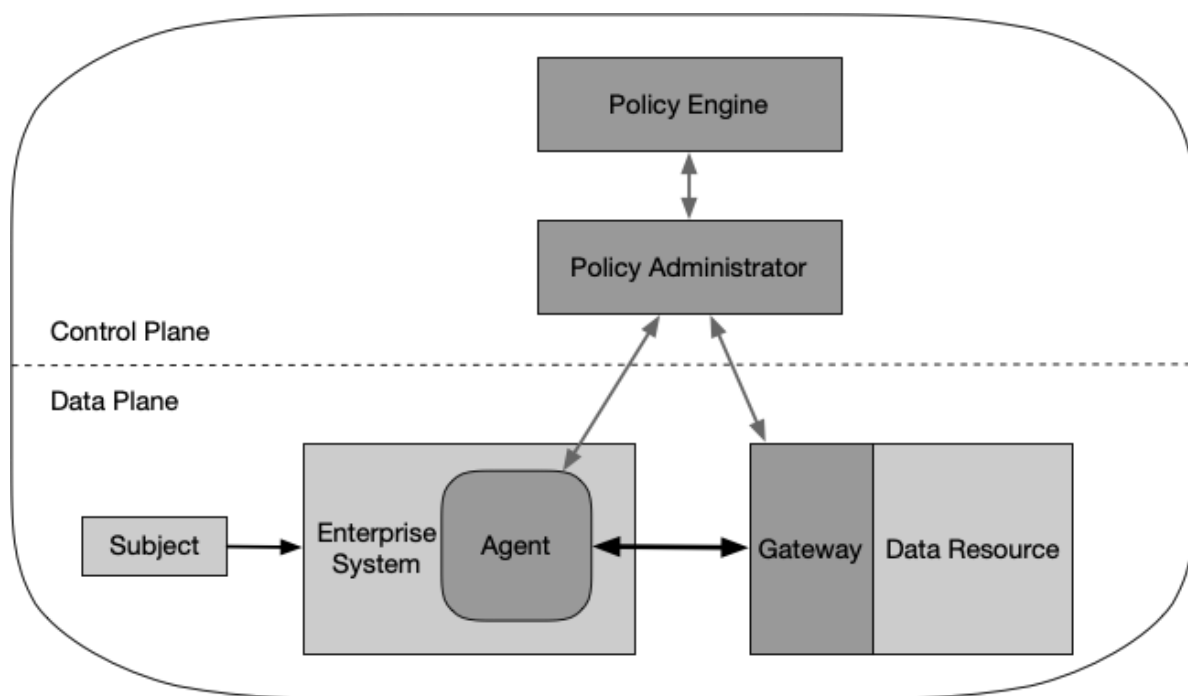 Policy Engine
Policy Administrator
Control Plane
Data Plane
Subject
Enterprise
System
Agent
Gateway
Data Resource